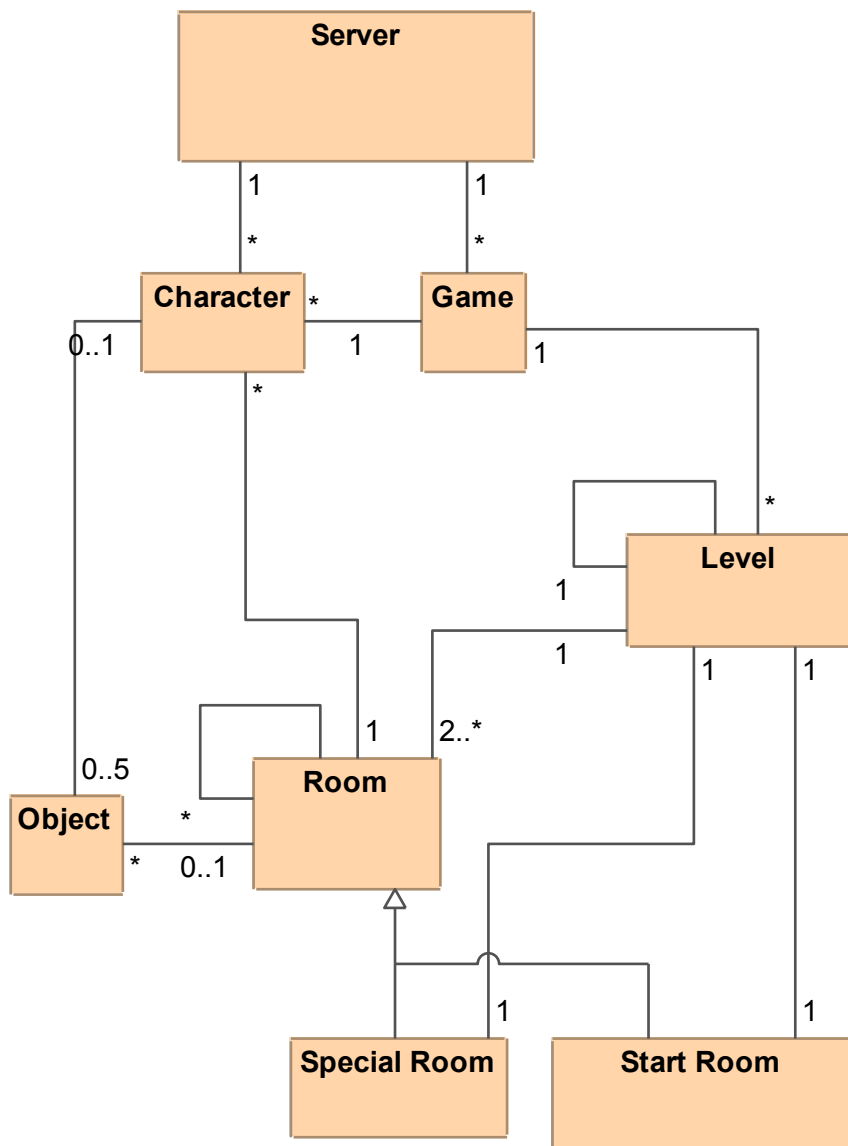 Server
1
1
*
*
Character
*
Game
0..1
1
1
*
*
Level
1
1
1
1
1
2..*
0..5
Room
Object
*
*
0..1
1
1
Special Room
Start Room